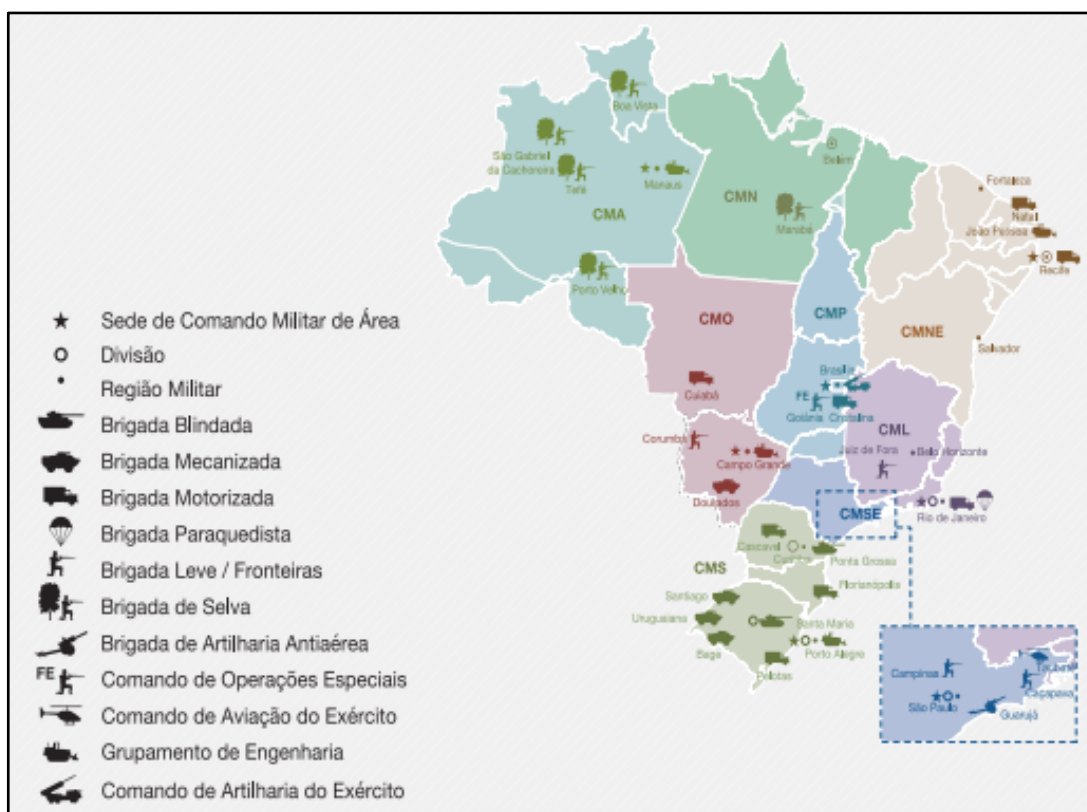 Sede de Comando Militar de Área
Divisão
Região Militar
Brigada Blindada
Brigada Mecanizada
Brigada Motorizada
Brigada Paraquedista
Brigada Leve / Fronteiras
Brigada de Selva
Brigada de Artilharia Antiaérea
FE Comando de Operações Especiais
Comando de Aviação do Exército
Grupamento de Engenharia
Comando de Artilharia do Exército
Boa Vista
São Gabriel
da Cachoeira
Tefé
Manaus
CMA
Porto Velho
Belém
CMN
Marabá
Fortaleza
Natal
João Pessoa
Recife
CMNE
Salvador
CMO
Cuiabá
Corumbá
Campo Grande
CMP
Brasília
FE
Goiânia Cristalina
CML
Juiz de Fora
Belo Horizonte
Rio de Janeiro
CMSE
CMS
Cascavel
Curitiba
Ponta Grossa
Florianópolis
Santiago
Uruguaiana
Santa Maria
Bagé
Porto Alegre
Pelotas
Campinas
São Paulo
Caçapava
Guarujá